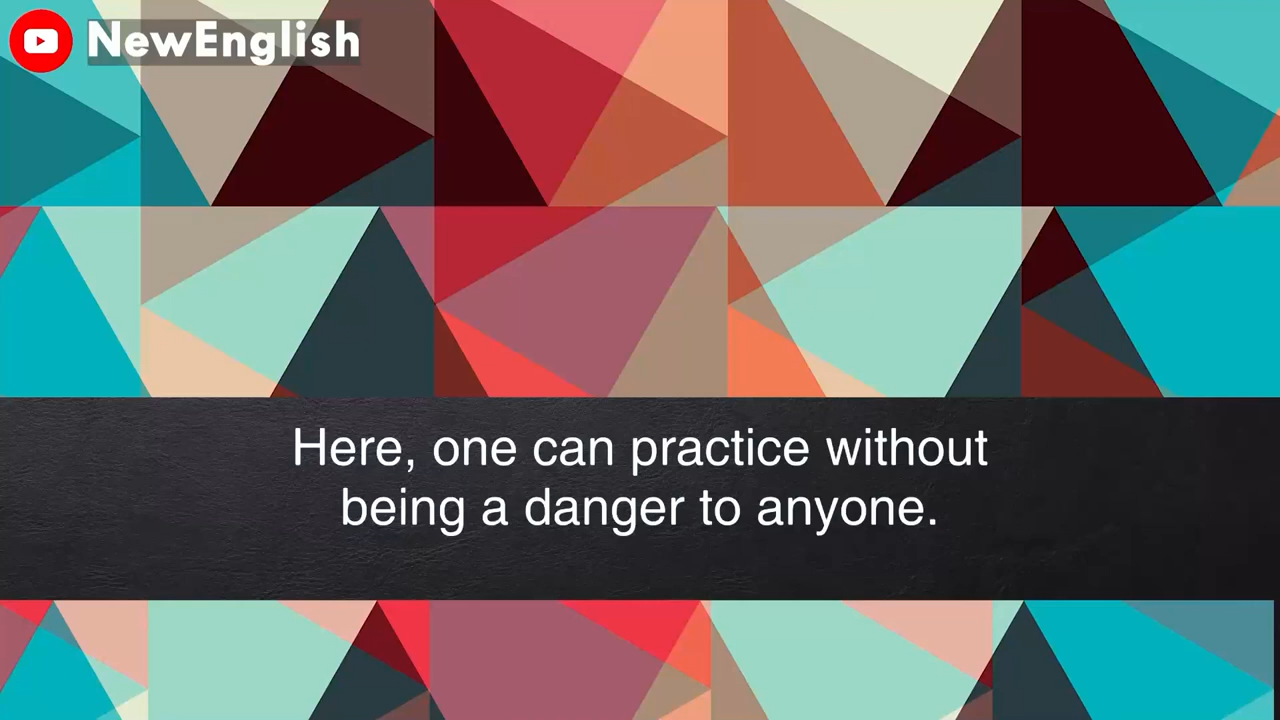 NewEnglish
Here, one can practice without
being a danger to anyone.